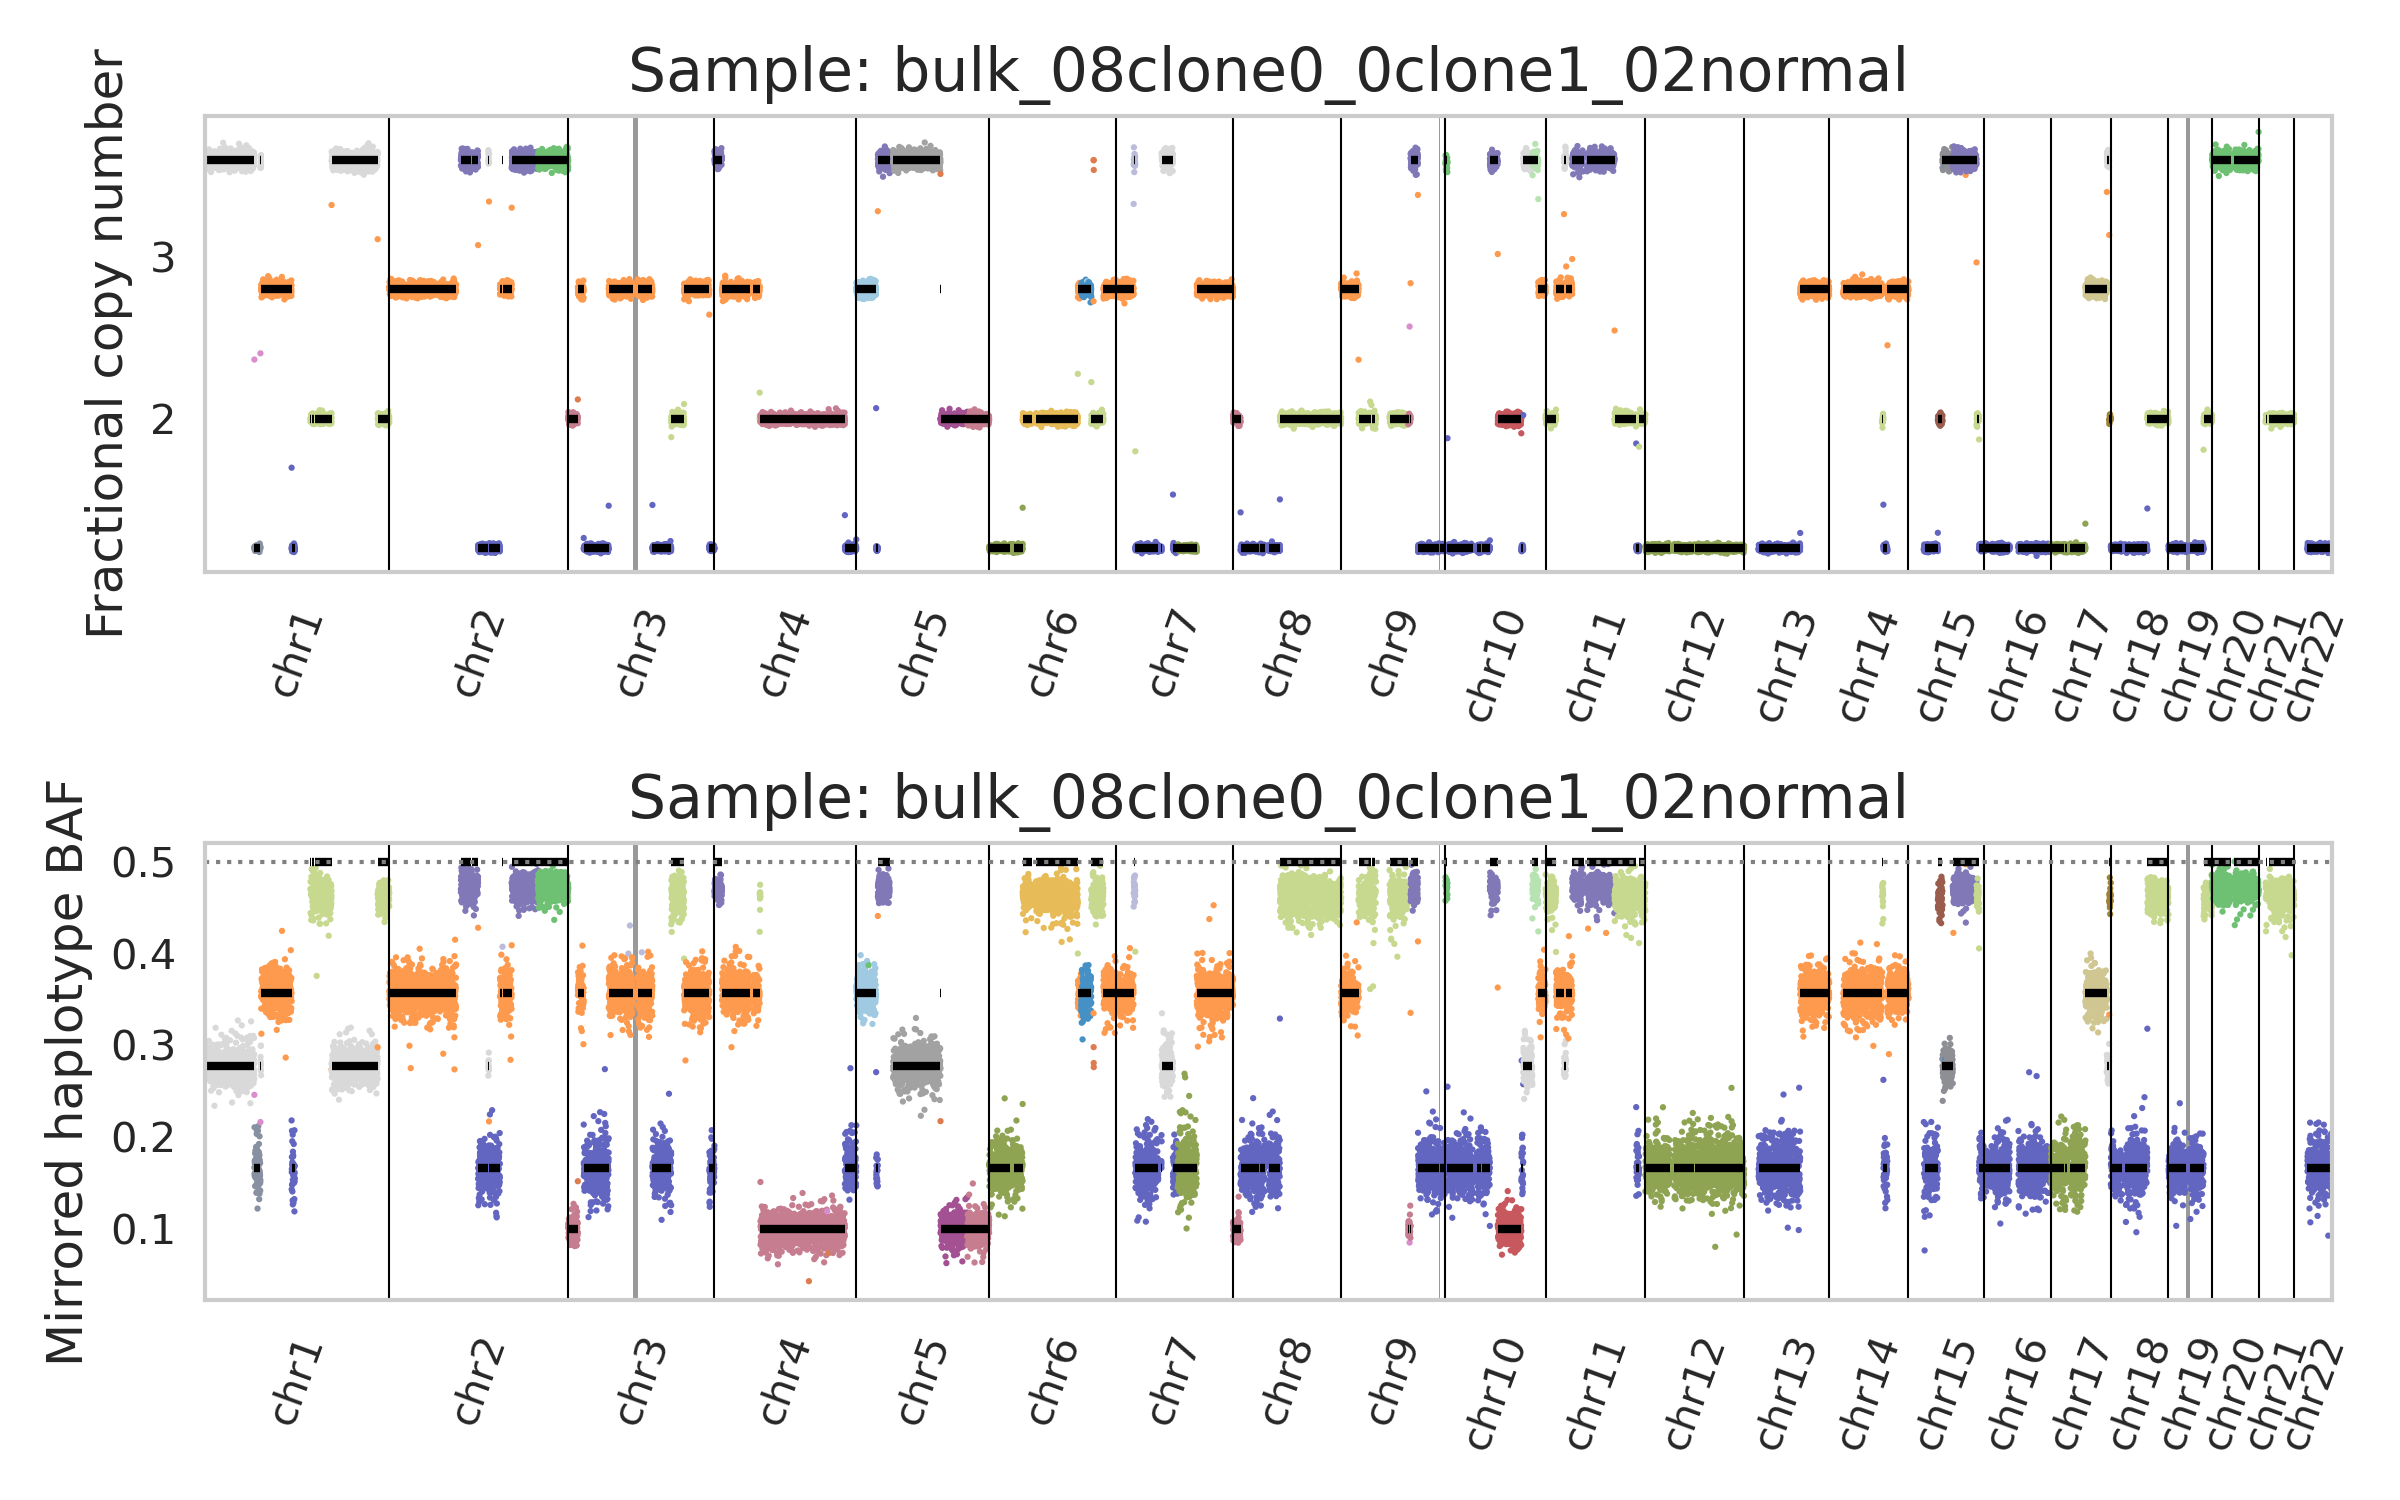 Sample: bulk_08clone0_0clone1_02normal
Fractional copy number
3
2
chr1 chr2 chr3 chr4 chr5 chr6 chr7 chr8 chr9 chr10 chr11 chr12 chr13 chr14 chr15 chr16 chr17 chr18 chr19 chr20 chr21 chr22
Sample: bulk_08clone0_0clone1_02normal
Mirrored haplotype BAF
0.5
0.4
0.3
0.2
0.1
chr1 chr2 chr3 chr4 chr5 chr6 chr7 chr8 chr9 chr10 chr11 chr12 chr13 chr14 chr15 chr16 chr17 chr18 chr19 chr20 chr21 chr22